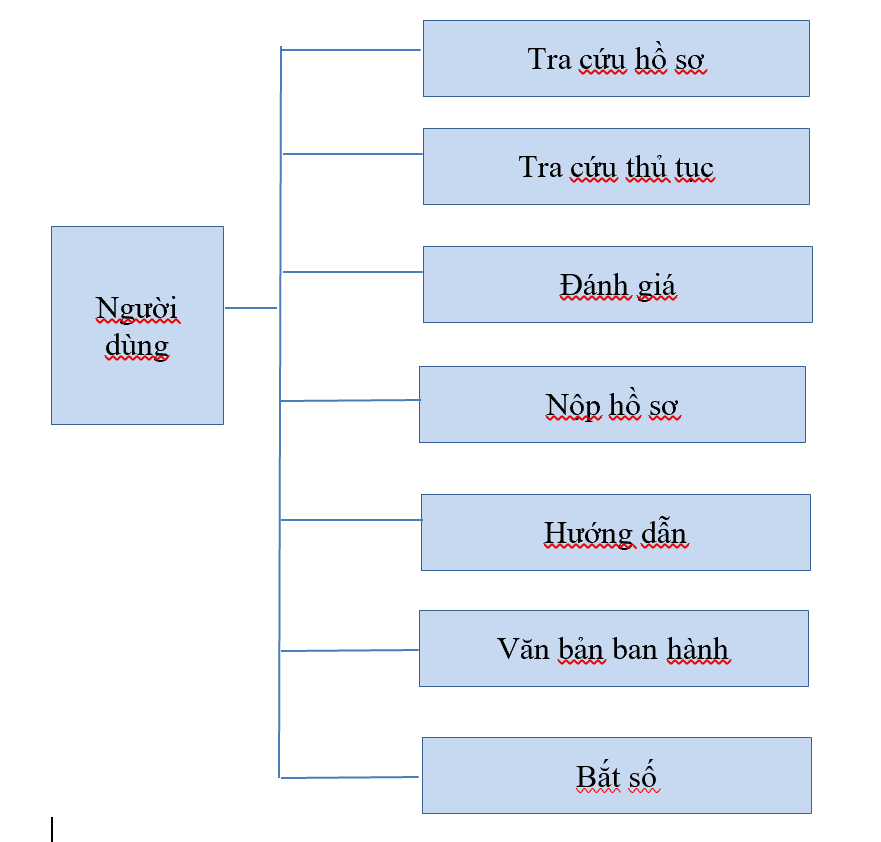 Tra cứu hồ sơ
Tra cứu thủ tục
Đánh giá
Người
dùng
Nộp hồ sơ
Hướng dẫn
Văn bản ban hành
Bắt số